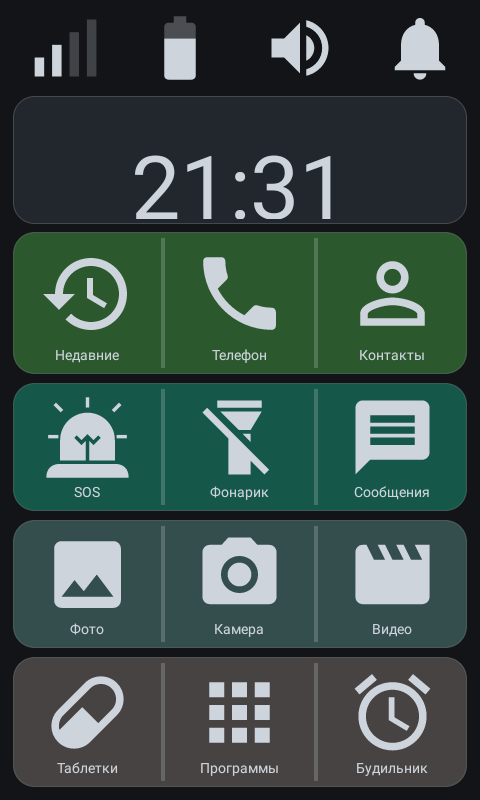 21:31
Недавние
Телефон
Контакты
SOS
Фонарик
Сообщения
Фото
Камера
Видео
Таблетки
Программы
Будильник